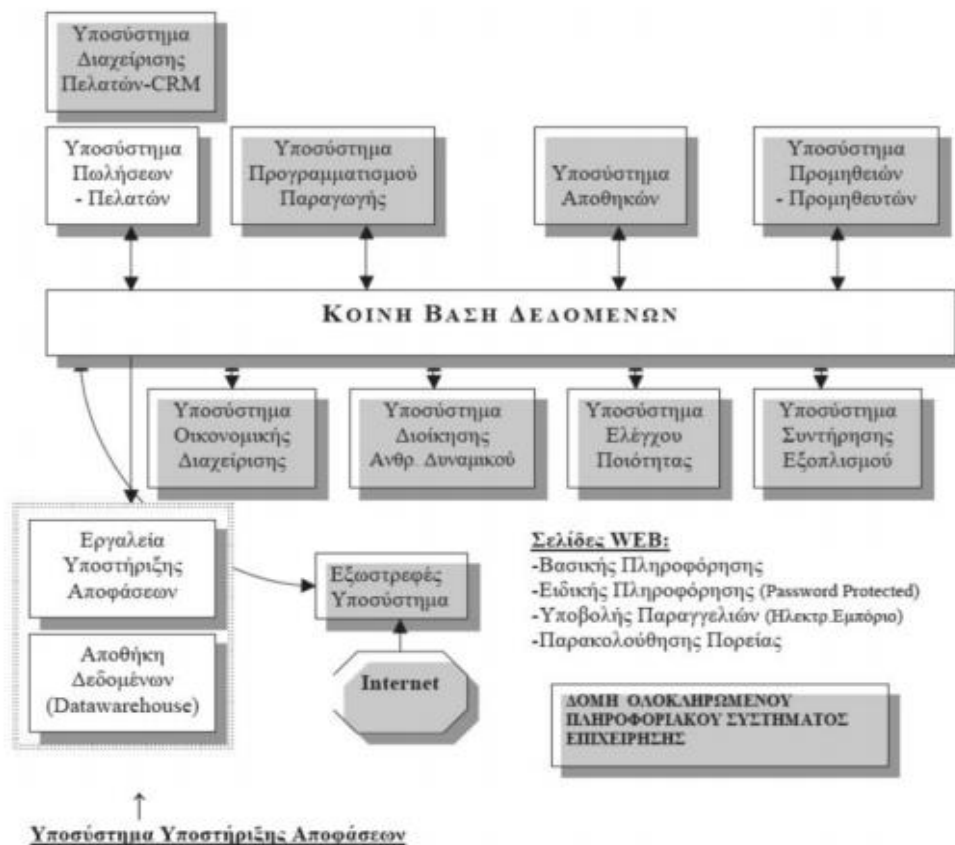 Υποσύστημα
Διαχείρισης
Πελατών-CRM
Υποσύστημα
Πωλήσεων
- Πελατών
Υποσύστημα
Προγραμματισμού
Παραγωγής
Υποσύστημα
Αποθηκών
Υποσύστημα
Προμηθειών
- Προμηθευτών
ΚΟΙΝΗ ΒΑΣΗ ΔΕΔΟΜΕΝΩΝ
Υποσύστημα
Οικονομικής
Διαχείρισης
Υποσύστημα
Διοίκησης
Ανθρ. Δυναμικού
Υποσύστημα
Ελέγχου
Ποιότητας
Υποσύστημα
Συντήρησης
Εξοπλισμού
Εργαλεία
Υποστήριξης
Αποφάσεων
Αποθήκη
Δεδομένων
(Datawarehouse)
Εξωστρεφές
Υποσύστημα
Internet
Σελίδες WEB:
-Βασικής Πληροφόρησης
-Ειδικής Πληροφόρησης (Password Protected)
-Υποβολής Παραγγελιών (Ηλεκτρ.Εμπόριο)
-Παρακολούθησης Πορείας
ΔΟΜΗ ΟΛΟΚΛΗΡΩΜΕΝΟΥ
ΠΛΗΡΟΦΟΡΙΑΚΟΥ ΣΥΣΤΗΜΑΤΟΣ
ΕΠΙΧΕΙΡΗΣΗΣ
Υποσύστημα Υποστήριξης Αποφάσεων